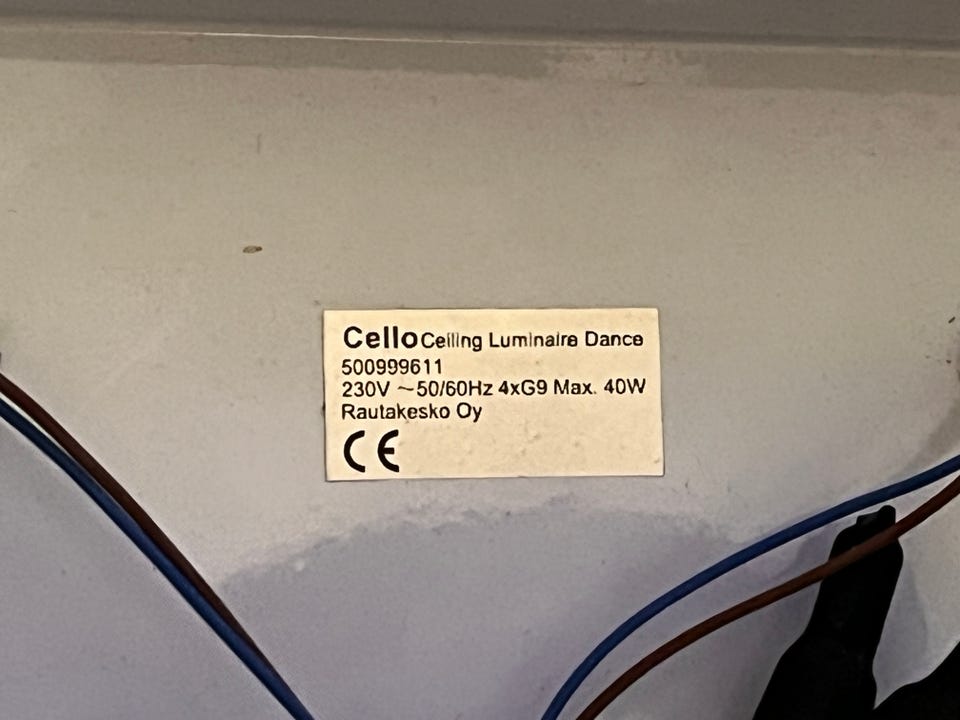 Cello Ceiling Luminaire Dance
500999611
230V ~50/60Hz 4xG9 Max. 40W
Rautakesko Oy
CE